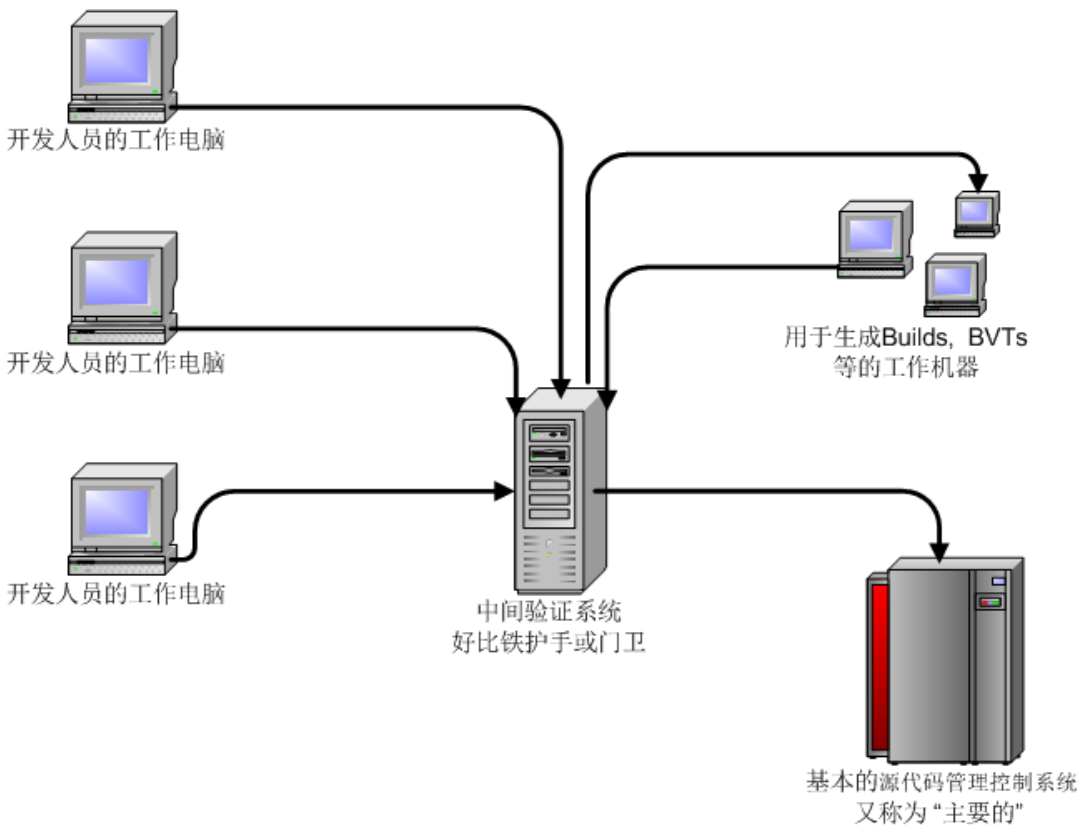 开发人员的工作电脑
开发人员的工作电脑
用于生成Builds, BVTs
等的工作机器
开发人员的工作电脑
中间验证系统
好比铁护手或门卫
基本的源代码管理控制系统
又称为 “主要的”